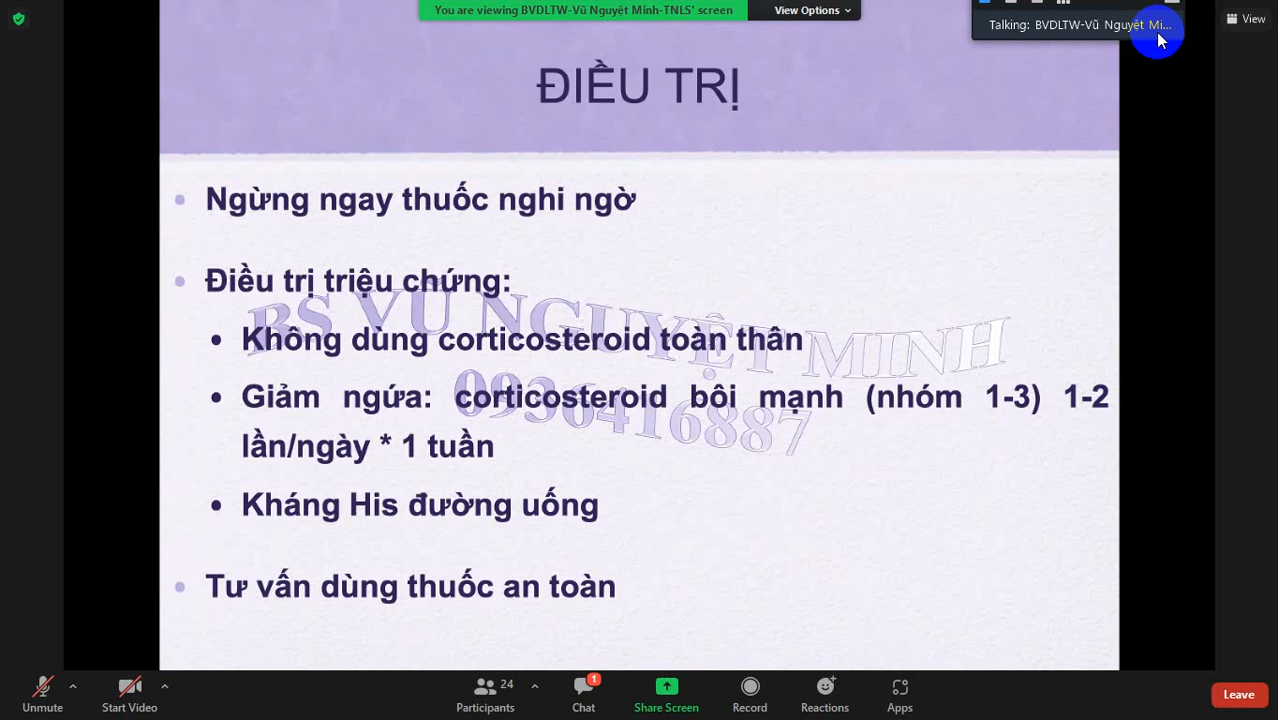 You are viewing BVDLTW-Vũ Nguyệt Minh-TNLS' screen
View Options
Talking: BVDLTW-Vũ Nguyệt Mi...
View
ĐIỀU TRỊ
Ngừng ngay thuốc nghi ngờ
Điều trị triệu chứng:
BS VŨ NGUYỆT MINH
Không dùng corticosteroid toàn thân
0936416887
Giảm ngứa: corticosteroid bôi mạnh (nhóm 1-3) 1-2
lần/ngày * 1 tuần
Kháng His đường uống
Tư vấn dùng thuốc an toàn
Unmute
Start Video
24
Participants
1
Chat
Share Screen
Record
Reactions
Apps
Leave